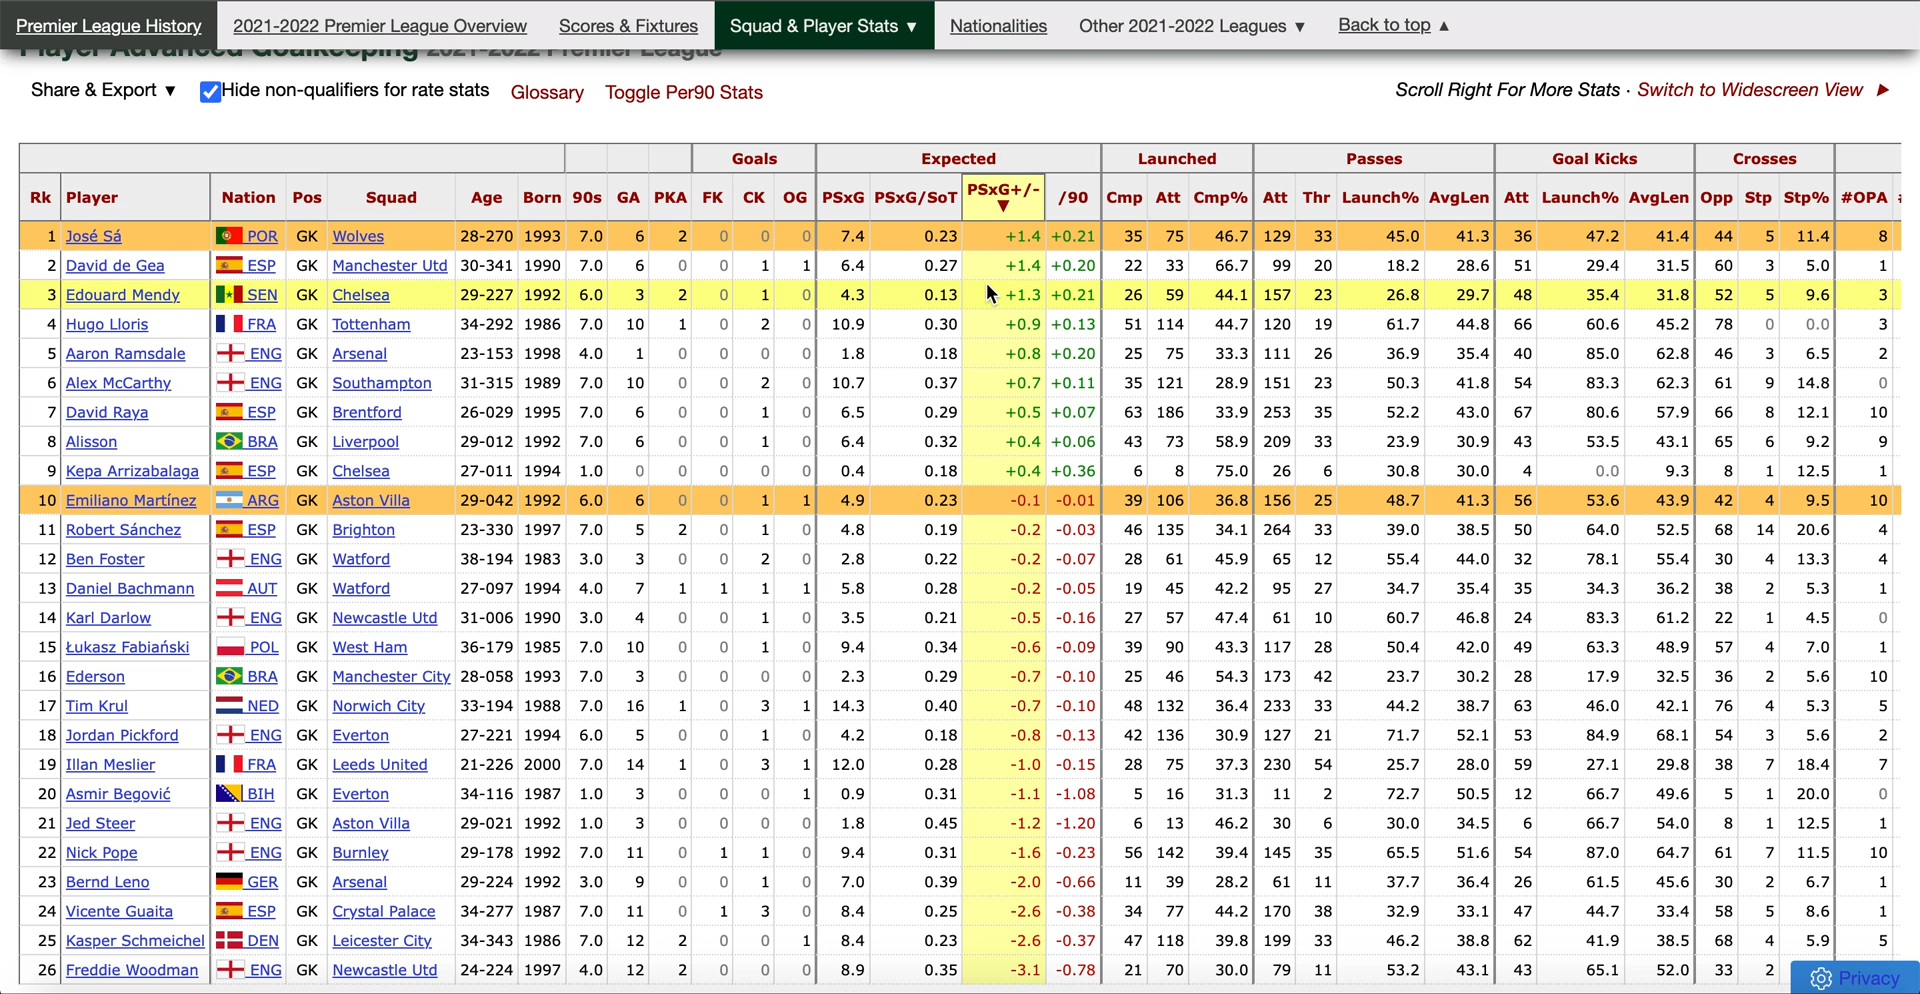 Premier League History 2021-2022 Premier League Overview Scores & Fixtures Squad & Player Stats ▼ Nationalities Other 2021-2022 Leagues ▼ Back to top ▲
Player Advanced Goalkeeping 2021-2022 Premier League
Share & Export ▼ Hide non-qualifiers for rate stats Glossary Toggle Per90 Stats Scroll Right For More Stats · Switch to Widescreen View ▶
Goals Expected Launched Passes Goal Kicks Crosses
Rk Player Nation Pos Squad Age Born 90s GA PKA FK CK OG PSxG PSxG/SoT PSxG+/- ▼ /90 Cmp Att Cmp% Att Thr Launch% AvgLen Att Launch% AvgLen Opp Stp Stp% #OPA
1 José Sá POR GK Wolves 28-270 1993 7.0 6 2 0 0 0 7.4 0.23 +1.4 +0.21 35 75 46.7 129 33 45.0 41.3 36 47.2 41.4 44 5 11.4 8
2 David de Gea ESP GK Manchester Utd 30-341 1990 7.0 6 0 0 1 1 6.4 0.27 +1.4 +0.20 22 33 66.7 99 20 18.2 28.6 51 29.4 31.5 60 3 5.0 1
3 Edouard Mendy SEN GK Chelsea 29-227 1992 6.0 3 2 0 1 0 4.3 0.13 +1.3 +0.21 26 59 44.1 157 23 26.8 29.7 48 35.4 31.8 52 5 9.6 3
4 Hugo Lloris FRA GK Tottenham 34-292 1986 7.0 10 1 0 2 0 10.9 0.30 +0.9 +0.13 51 114 44.7 120 19 61.7 44.8 66 60.6 45.2 78 0 0.0 3
5 Aaron Ramsdale ENG GK Arsenal 23-153 1998 4.0 1 0 0 0 0 1.8 0.18 +0.8 +0.20 25 75 33.3 111 26 36.9 35.4 40 85.0 62.8 46 3 6.5 2
6 Alex McCarthy ENG GK Southampton 31-315 1989 7.0 10 0 0 2 0 10.7 0.37 +0.7 +0.11 35 121 28.9 151 23 50.3 41.8 54 83.3 62.3 61 9 14.8 0
7 David Raya ESP GK Brentford 26-029 1995 7.0 6 0 0 1 0 6.5 0.29 +0.5 +0.07 63 186 33.9 253 35 52.2 43.0 67 80.6 57.9 66 8 12.1 10
8 Alisson BRA GK Liverpool 29-012 1992 7.0 6 0 0 1 0 6.4 0.32 +0.4 +0.06 43 73 58.9 209 33 23.9 30.9 43 53.5 43.1 65 6 9.2 9
9 Kepa Arrizabalaga ESP GK Chelsea 27-011 1994 1.0 0 0 0 0 0 0.4 0.18 +0.4 +0.36 6 8 75.0 26 6 30.8 30.0 4 0.0 9.3 8 1 12.5 1
10 Emiliano Martínez ARG GK Aston Villa 29-042 1992 6.0 6 0 0 1 1 4.9 0.23 -0.1 -0.01 39 106 36.8 156 25 48.7 41.3 56 53.6 43.9 42 4 9.5 10
11 Robert Sánchez ESP GK Brighton 23-330 1997 7.0 5 2 0 1 0 4.8 0.19 -0.2 -0.03 46 135 34.1 264 33 39.0 38.5 50 64.0 52.5 68 14 20.6 4
12 Ben Foster ENG GK Watford 38-194 1983 3.0 3 0 0 2 0 2.8 0.22 -0.2 -0.07 28 61 45.9 65 12 55.4 44.0 32 78.1 55.4 30 4 13.3 4
13 Daniel Bachmann AUT GK Watford 27-097 1994 4.0 7 1 1 1 1 5.8 0.28 -0.2 -0.05 19 45 42.2 95 27 34.7 35.4 35 34.3 36.2 38 2 5.3 1
14 Karl Darlow ENG GK Newcastle Utd 31-006 1990 3.0 4 0 0 1 0 3.5 0.21 -0.5 -0.16 27 57 47.4 61 10 60.7 46.8 24 83.3 61.2 22 1 4.5 0
15 Łukasz Fabiański POL GK West Ham 36-179 1985 7.0 10 0 0 1 0 9.4 0.34 -0.6 -0.09 39 90 43.3 117 28 50.4 42.0 49 63.3 48.9 57 4 7.0 1
16 Ederson BRA GK Manchester City 28-058 1993 7.0 3 0 0 0 0 2.3 0.29 -0.7 -0.10 25 46 54.3 173 42 23.7 30.2 28 17.9 32.5 36 2 5.6 10
17 Tim Krul NED GK Norwich City 33-194 1988 7.0 16 1 0 3 1 14.3 0.40 -0.7 -0.10 48 132 36.4 233 33 44.2 38.7 63 46.0 42.1 76 4 5.3 5
18 Jordan Pickford ENG GK Everton 27-221 1994 6.0 5 0 0 1 0 4.2 0.18 -0.8 -0.13 42 136 30.9 127 21 71.7 52.1 53 84.9 68.1 54 3 5.6 2
19 Illan Meslier FRA GK Leeds United 21-226 2000 7.0 14 1 0 3 1 12.0 0.28 -1.0 -0.15 28 75 37.3 230 54 25.7 28.0 59 27.1 29.8 38 7 18.4 7
20 Asmir Begović BIH GK Everton 34-116 1987 1.0 3 0 0 0 1 0.9 0.31 -1.1 -1.08 5 16 31.3 11 2 72.7 50.5 12 66.7 49.6 5 1 20.0 0
21 Jed Steer ENG GK Aston Villa 29-021 1992 1.0 3 0 0 0 0 1.8 0.45 -1.2 -1.20 6 13 46.2 30 6 30.0 34.5 6 66.7 54.0 8 1 12.5 1
22 Nick Pope ENG GK Burnley 29-178 1992 7.0 11 0 1 1 0 9.4 0.31 -1.6 -0.23 56 142 39.4 145 35 65.5 51.6 54 87.0 64.7 61 7 11.5 10
23 Bernd Leno GER GK Arsenal 29-224 1992 3.0 9 0 0 1 0 7.0 0.39 -2.0 -0.66 11 39 28.2 61 11 37.7 36.4 26 61.5 45.6 30 2 6.7 1
24 Vicente Guaita ESP GK Crystal Palace 34-277 1987 7.0 11 0 1 3 0 8.4 0.25 -2.6 -0.38 34 77 44.2 170 38 32.9 33.1 47 44.7 33.4 58 5 8.6 1
25 Kasper Schmeichel DEN GK Leicester City 34-343 1986 7.0 12 2 0 0 1 8.4 0.23 -2.6 -0.37 47 118 39.8 199 33 46.2 38.8 62 41.9 38.5 68 4 5.9 5
26 Freddie Woodman ENG GK Newcastle Utd 24-224 1997 4.0 12 2 0 0 0 8.9 0.35 -3.1 -0.78 21 70 30.0 79 11 53.2 43.1 43 65.1 52.0 33 2
Privacy